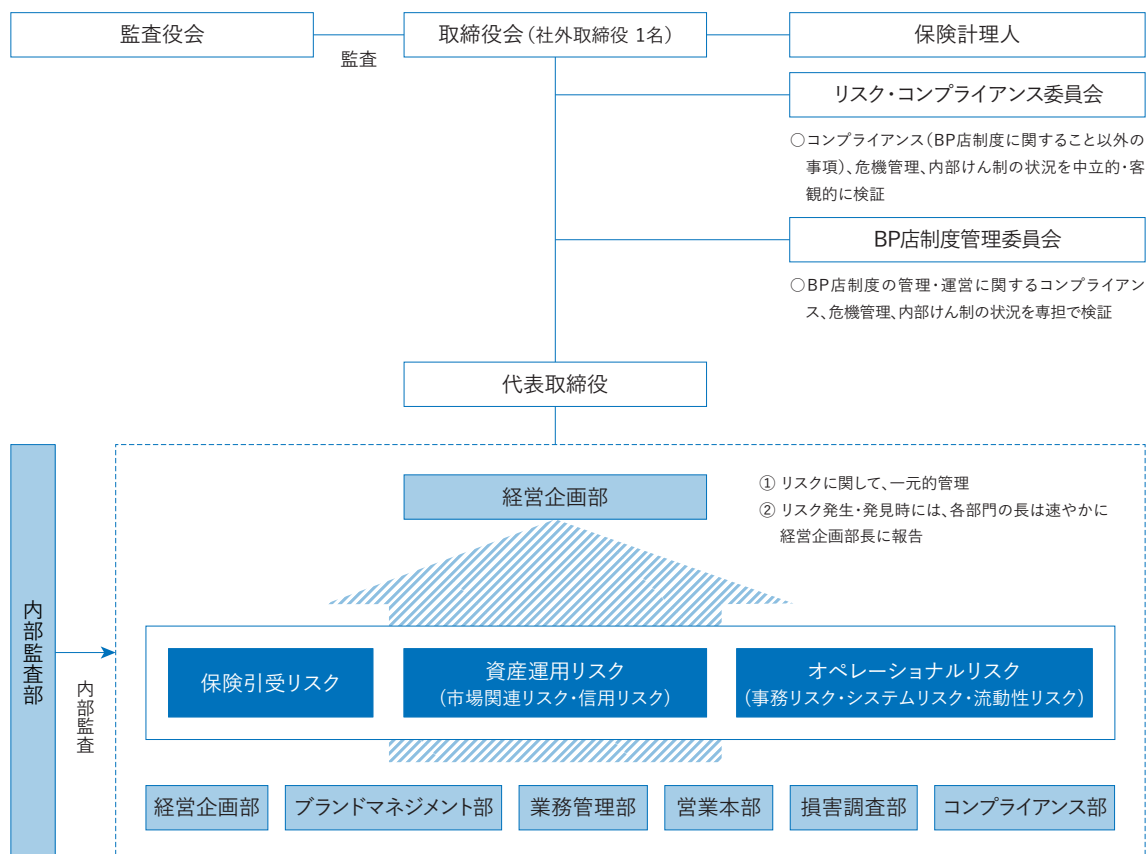 監査役会
監査
取締役会（社外取締役 1名）
保険計理人
リスク・コンプライアンス委員会
○コンプライアンス（BP店制度に関すること以外の
事項）、危機管理、内部けん制の状況を中立的・客
観的に検証
BP店制度管理委員会
○BP店制度の管理・運営に関するコンプライアン
ス、危機管理、内部けん制の状況を専担で検証
代表取締役
内部監査部
内部監査
経営企画部
① リスクに関して、一元的管理
② リスク発生・発見時には、各部門の長は速やかに
経営企画部長に報告
保険引受リスク
資産運用リスク
（市場関連リスク・信用リスク）
オペレーショナルリスク
（事務リスク・システムリスク・流動性リスク）
経営企画部
ブランドマネジメント部
業務管理部
営業本部
損害調査部
コンプライアンス部